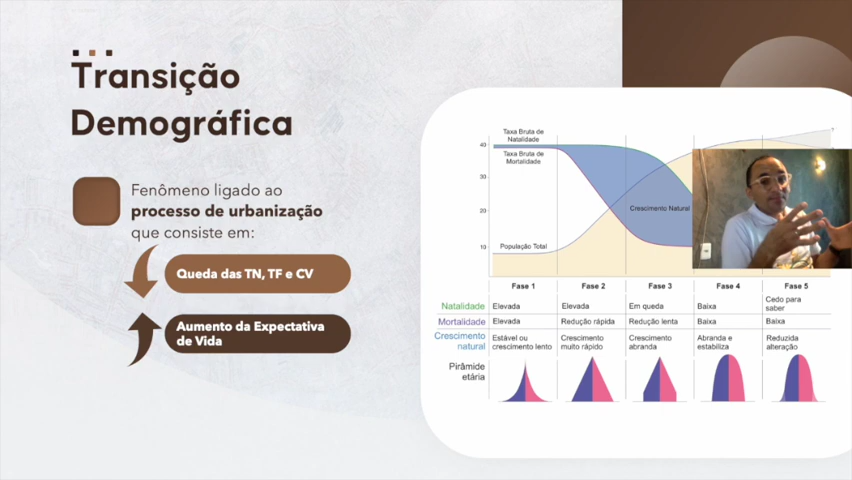 Transição
Demográfica
Fenômeno ligado ao
processo de urbanização
que consiste em:
Queda das TN, TF e CV
Aumento da Expectativa
de Vida
Taxa Bruta de
Natalidade
Taxa Bruta de
Mortalidade
40
30
20
10
Crescimento Natural
População Total
Fase 1 Fase 2 Fase 3 Fase 4 Fase 5
Natalidade Elevada Elevada Em queda Baixa Cedo para saber
Mortalidade Elevada Redução rápida Redução lenta Baixa Baixa
Crescimento natural Estável ou crescimento lento Crescimento muito rápido Crescimento abranda Abranda e estabiliza Reduzida alteração
Pirâmide
etária